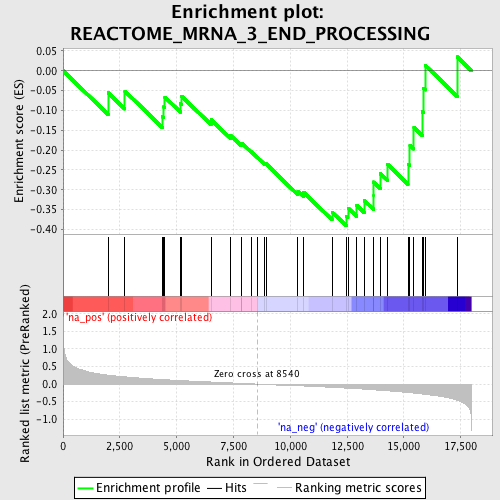 Enrichment plot:
REACTOME_MRNA_3_END_PROCESSING
Enrichment score (ES)
0.05
0.00
-0.05
-0.10
-0.15
-0.20
-0.25
-0.30
-0.35
-0.40
'na_pos' (positively correlated)
Ranked list metric (PreRanked)
2.0
1.5
1.0
0.5
0.0
-0.5
-1.0
Zero cross at 8540
'na_neg' (negatively correlated)
0 2,500 5,000 7,500 10,000 12,500 15,000 17,500
Rank in Ordered Dataset
Enrichment profile Hits Ranking metric scores